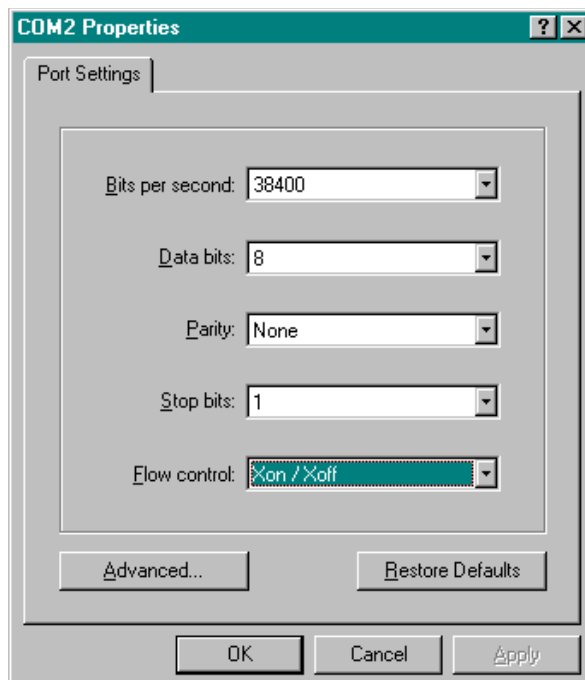 COM2 Properties
Port Settings
Bits per second: 38400
Data bits: 8
Parity: None
Stop bits: 1
Flow control: Xon / Xoff
Advanced... Restore Defaults
OK Cancel Apply